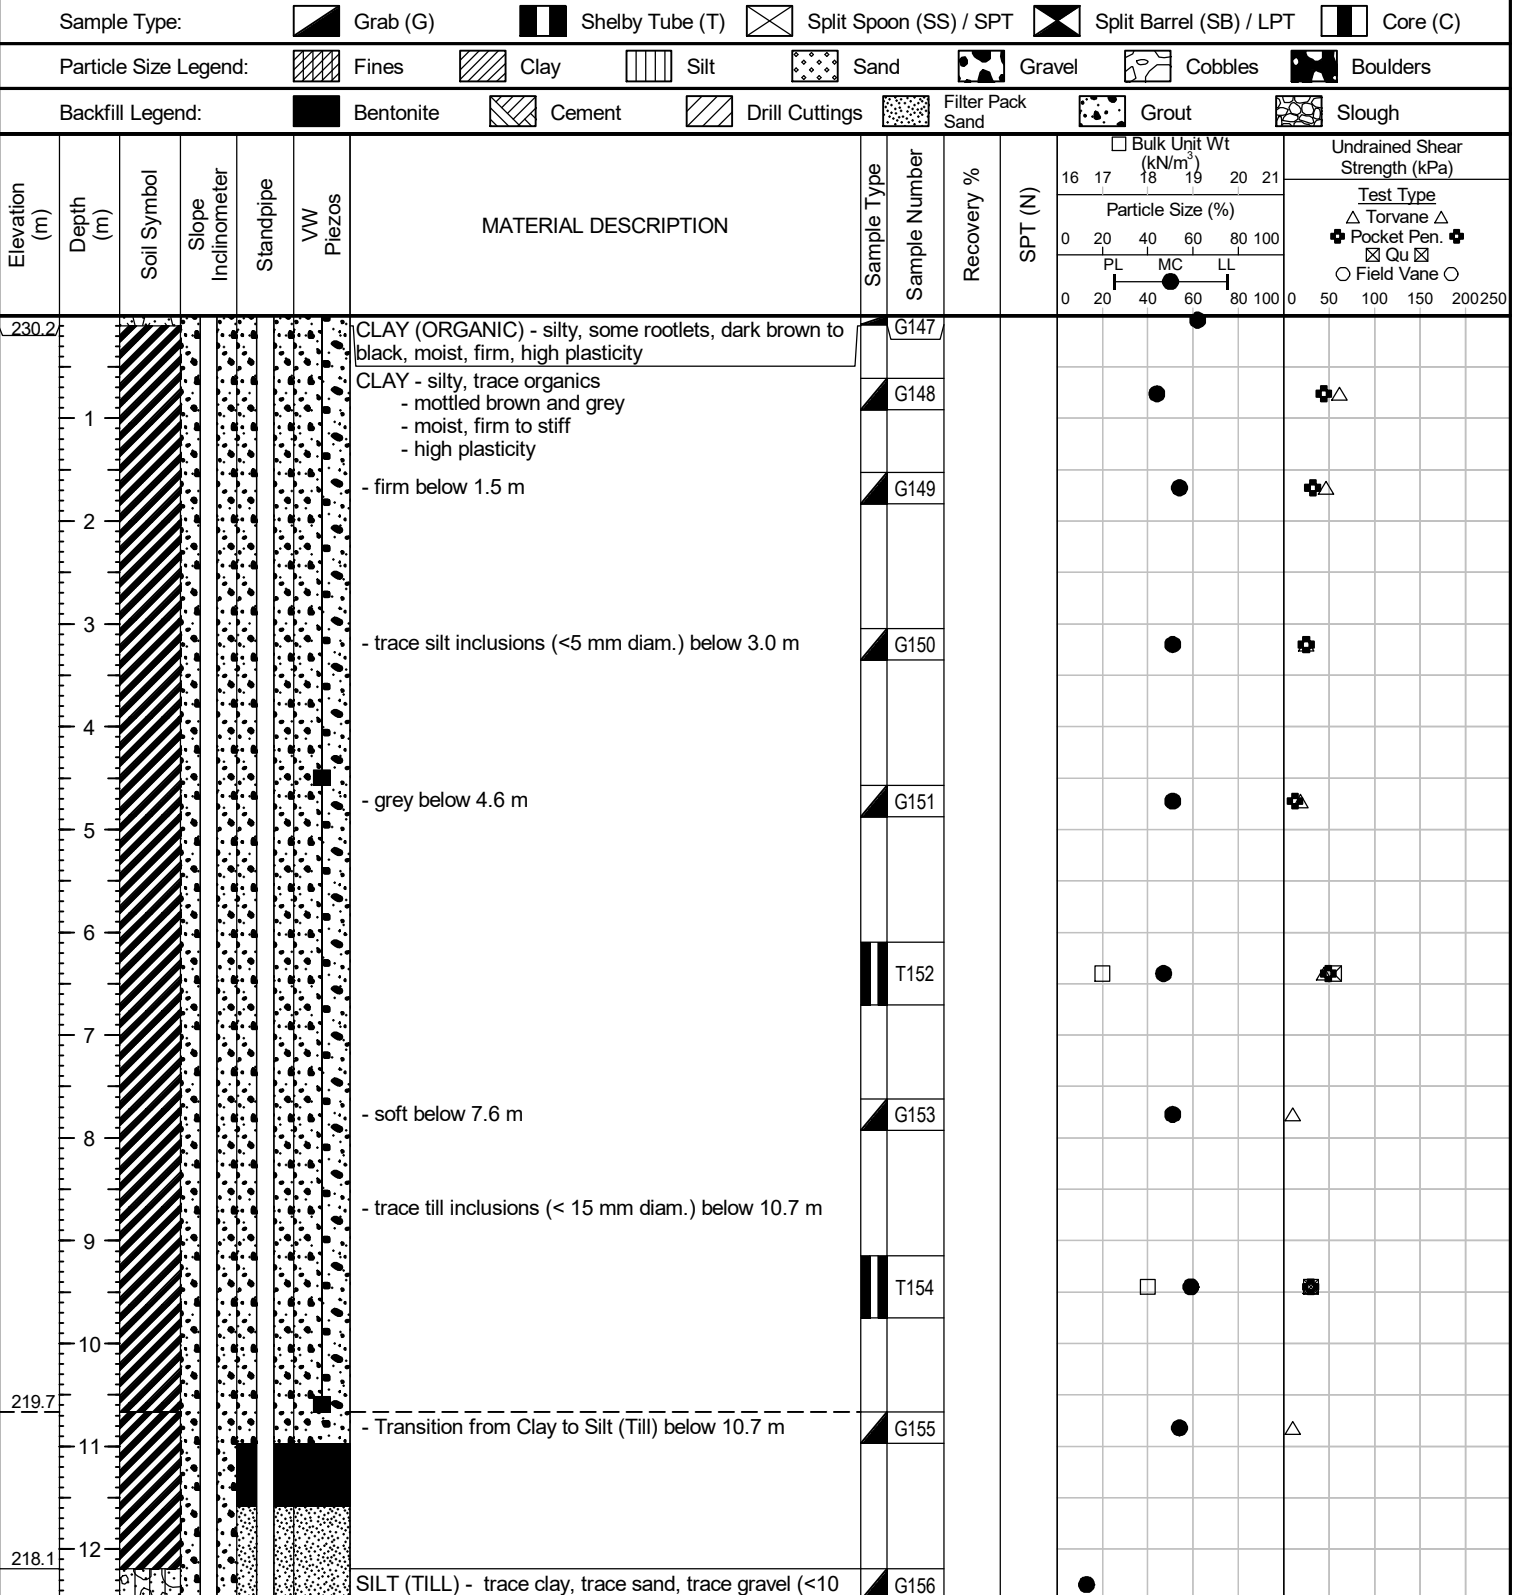 Sample Type: Grab (G) Shelby Tube (T) Split Spoon (SS) / SPT Split Barrel (SB) / LPT Core (C)
Particle Size Legend: Fines Clay Silt Sand Gravel Cobbles Boulders
Backfill Legend: Bentonite Cement Drill Cuttings Filter Pack Sand Grout Slough
Elevation (m)
Depth (m)
Soil Symbol
Slope Inclinometer
Standpipe
VW Piezos
MATERIAL DESCRIPTION
Sample Type
Sample Number
Recovery %
SPT (N)
Bulk Unit Wt
(kN/m³)
16 17 18 19 20 21
Particle Size (%)
0 20 40 60 80 100
PL MC LL
0 20 40 60 80 100
Undrained Shear
Strength (kPa)
Test Type
Torvane
Pocket Pen.
Qu
Field Vane
0 50 100 150 200 250
230.2
CLAY (ORGANIC) - silty, some rootlets, dark brown to G147
black, moist, firm, high plasticity
CLAY - silty, trace organics
- mottled brown and grey G148
1 - moist, firm to stiff
- high plasticity
- firm below 1.5 m G149
2
3
- trace silt inclusions (<5 mm diam.) below 3.0 m G150
4
- grey below 4.6 m G151
5
6
T152
7
- soft below 7.6 m G153
8
- trace till inclusions (< 15 mm diam.) below 10.7 m
9
T154
10
219.7
- Transition from Clay to Silt (Till) below 10.7 m G155
11
12
218.1
SILT (TILL) - trace clay, trace sand, trace gravel (<10 G156